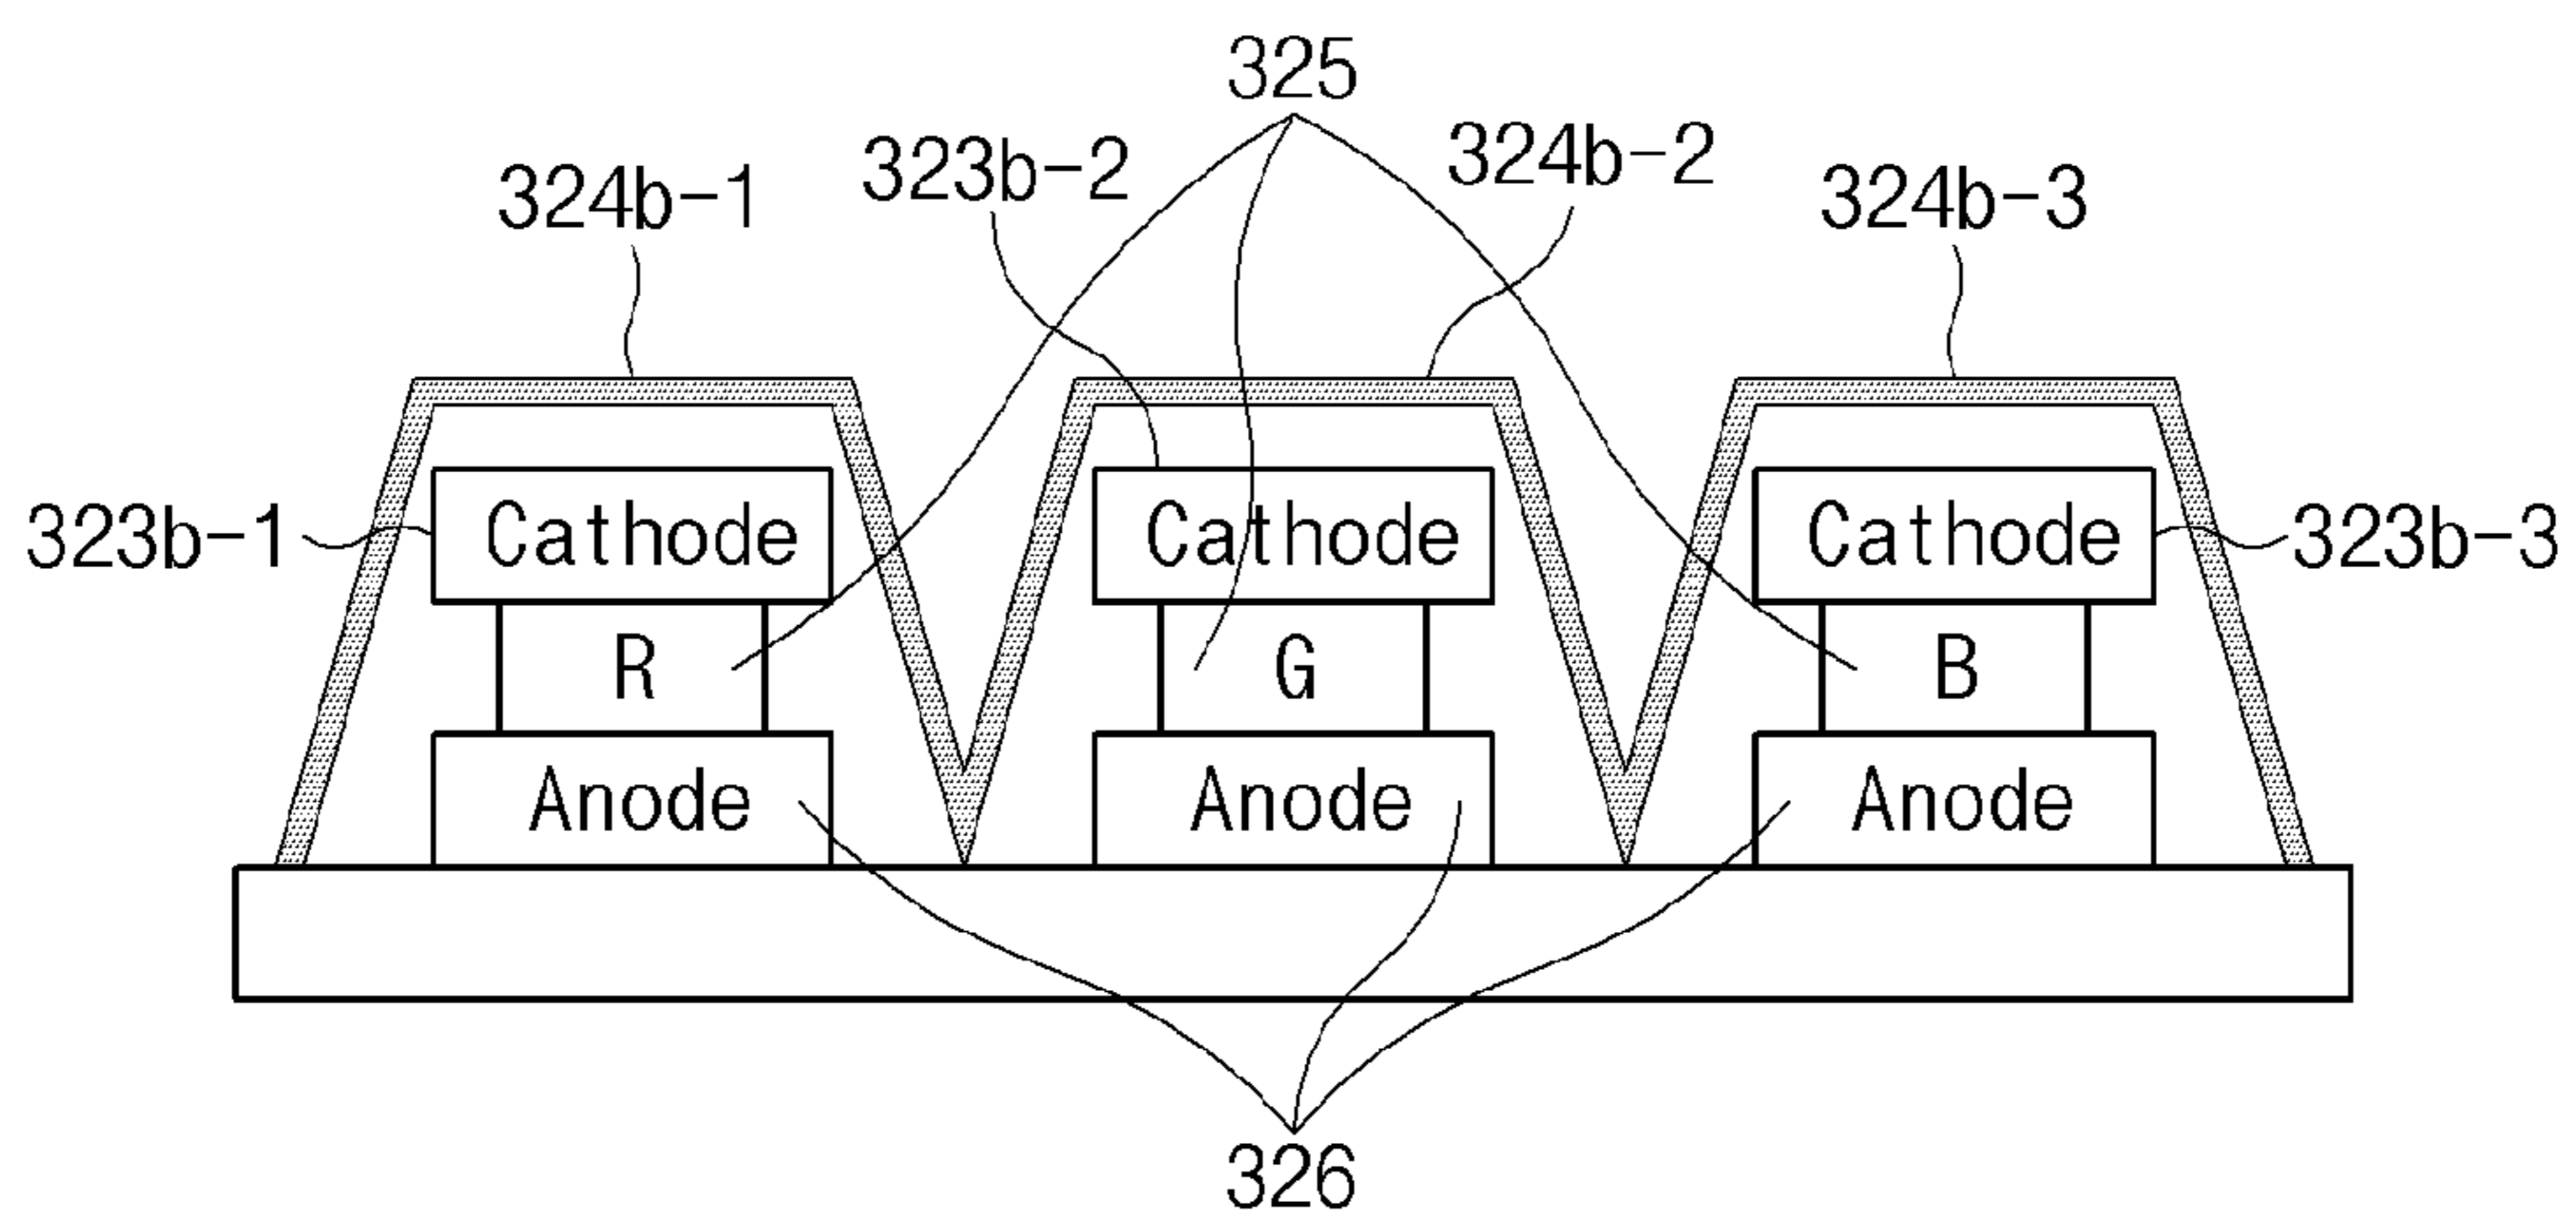 325
323b-2
324b-2
324b-1
324b-3
323b-1
Cathode
Cathode
Cathode
323b-3
R
G
B
Anode
Anode
Anode
326